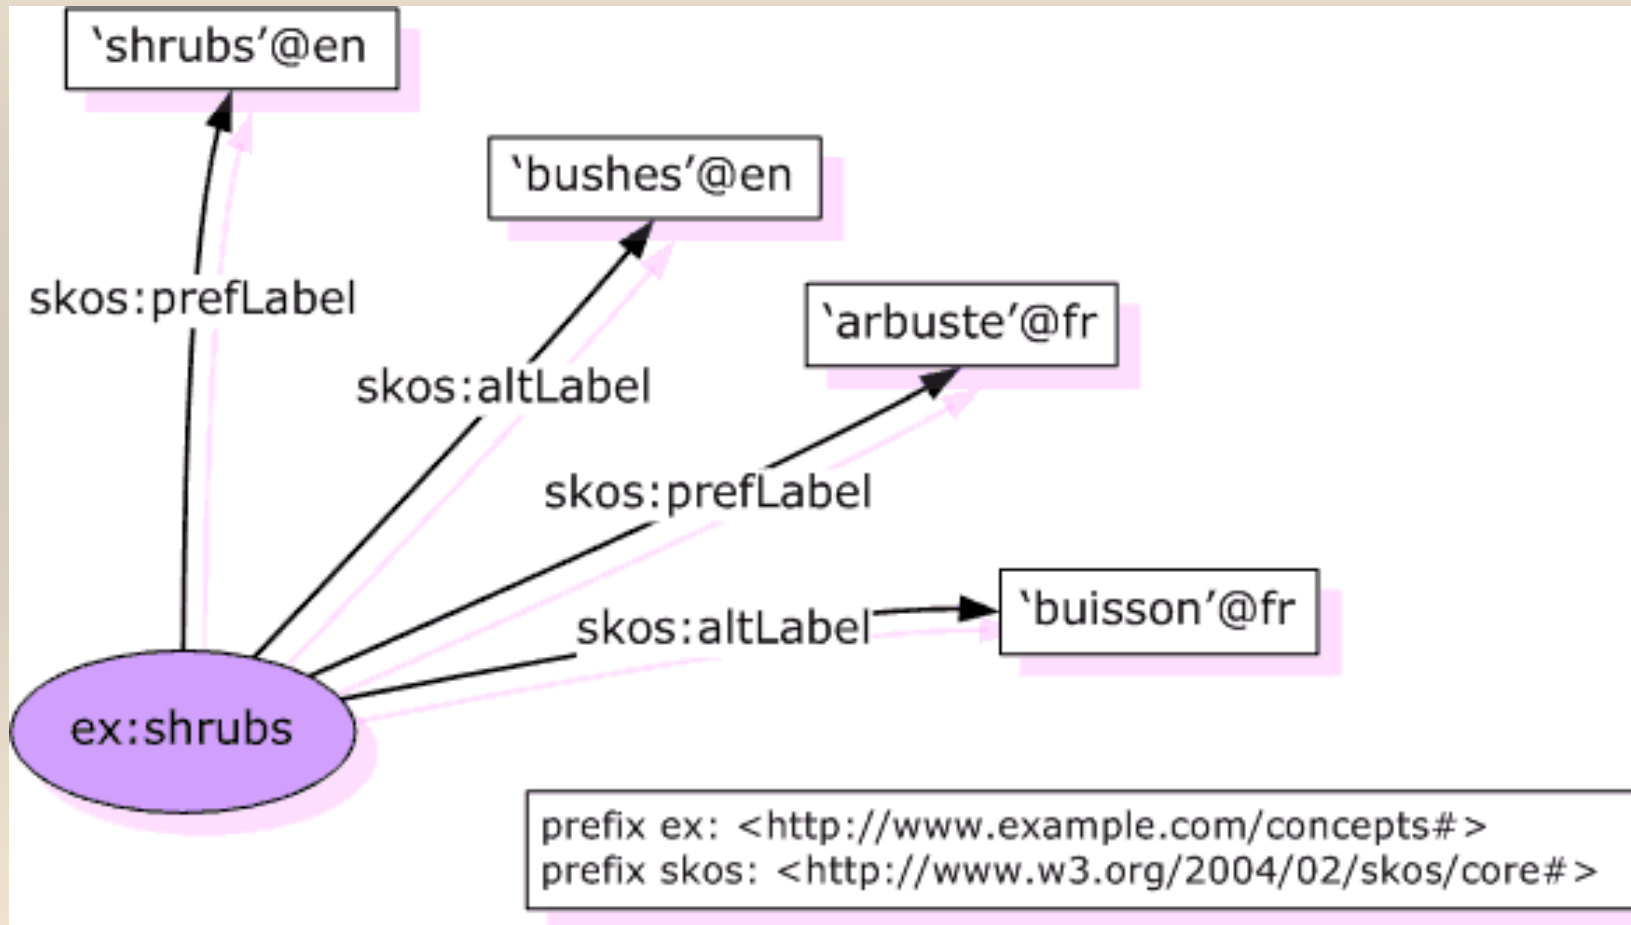 ‘shrubs’@en
‘bushes’@en
skos:prefLabel
‘arbuste’@fr
skos:altLabel
skos:prefLabel
‘buisson’@fr
skos:altLabel
ex:shrubs
prefix ex: <http://www.example.com/concepts#>
prefix skos: <http://www.w3.org/2004/02/skos/core#>